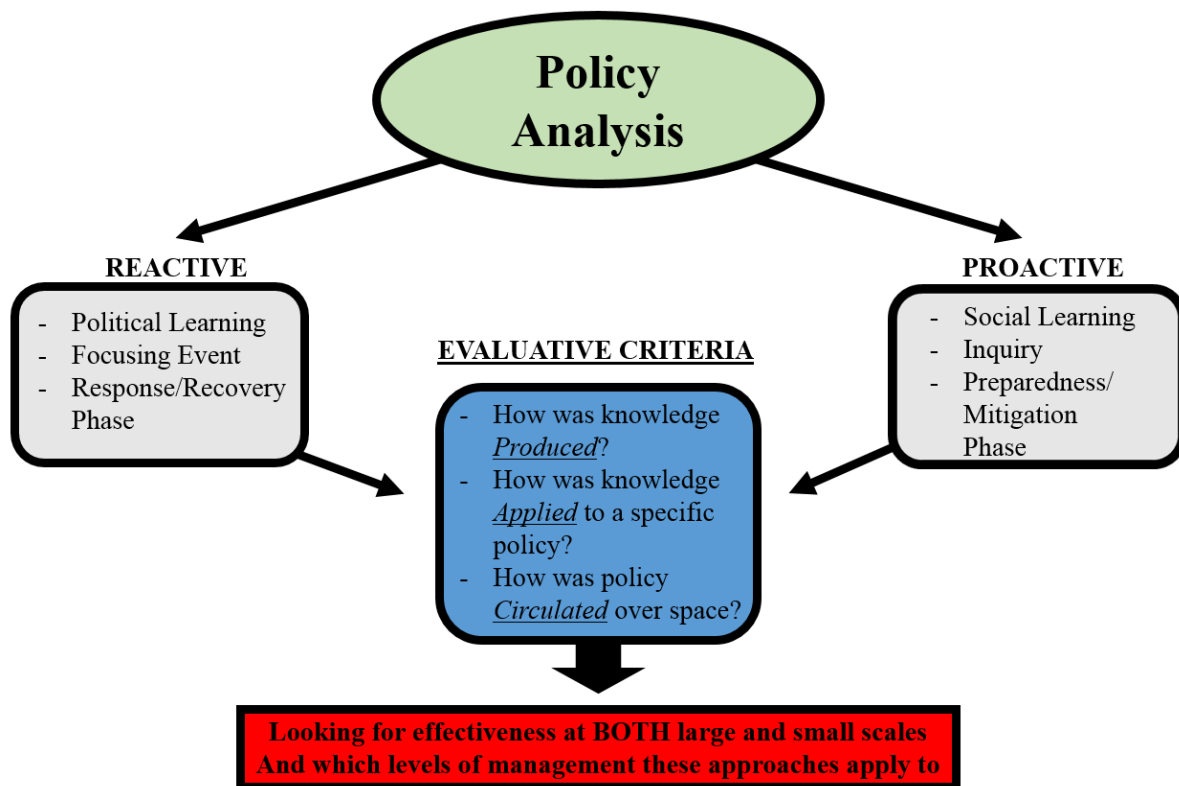 Policy
Analysis
REACTIVE
- Political Learning
- Focusing Event
- Response/Recovery
Phase
PROACTIVE
- Social Learning
- Inquiry
- Preparedness/
Mitigation
Phase
EVALUATIVE CRITERIA
- How was knowledge
Produced?
- How was knowledge
Applied to a specific
policy?
- How was policy
Circulated over space?
Looking for effectiveness at BOTH large and small scales
And which levels of management these approaches apply to